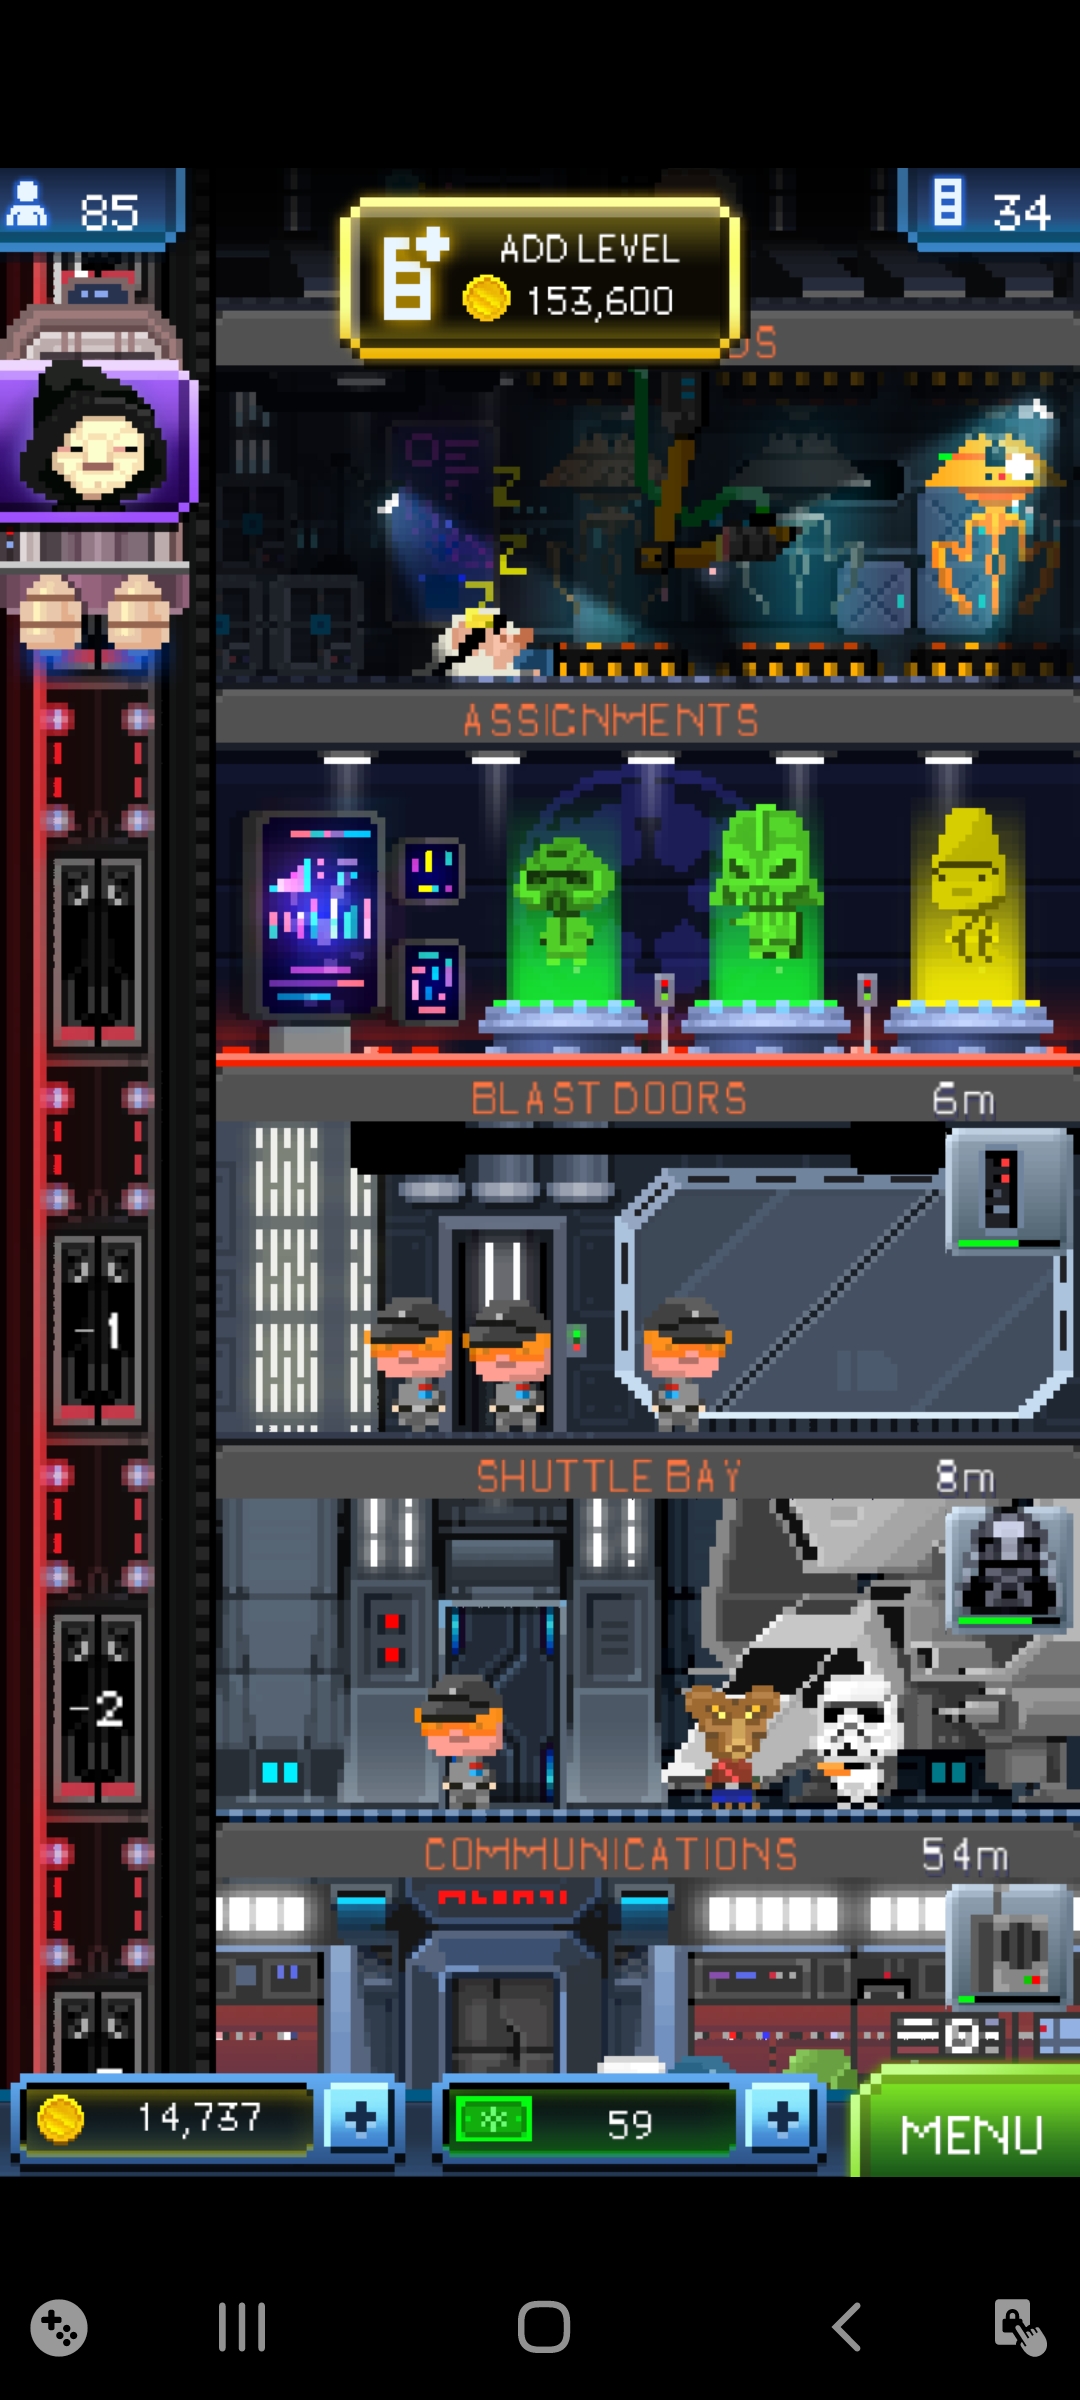 85
ADD LEVEL
153,600
34
DS
Z
Z
Z
ASSIGNMENTS
BLAST DOORS 6m
-1
SHUTTLE BAY 8m
-2
COMMUNICATIONS 54m
14,737
59
MENU